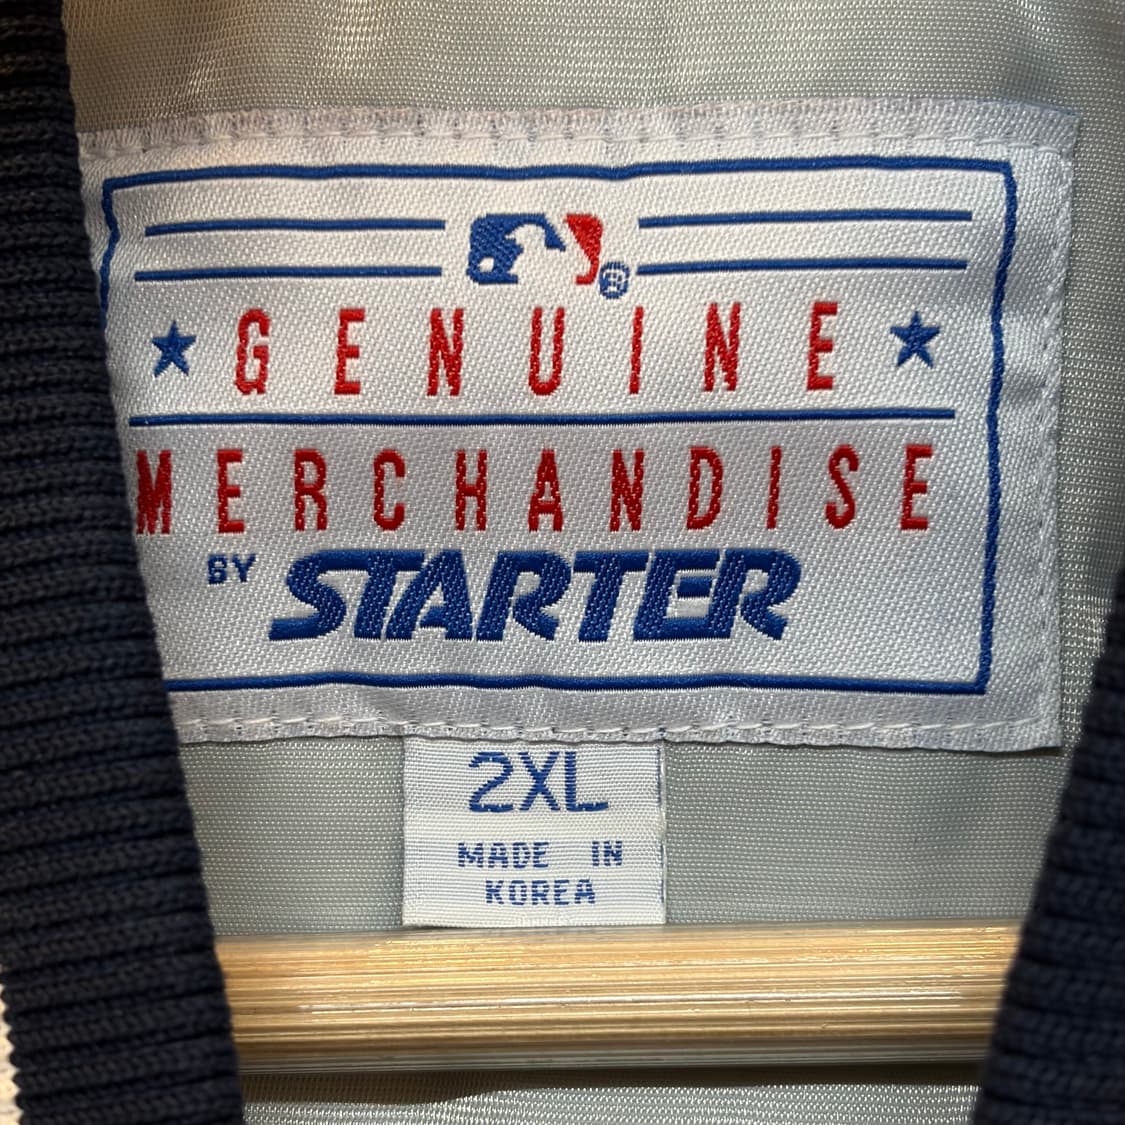 ®
GENUINE
MERCHANDISE
BY STARTER
2XL
MADE IN
KOREA